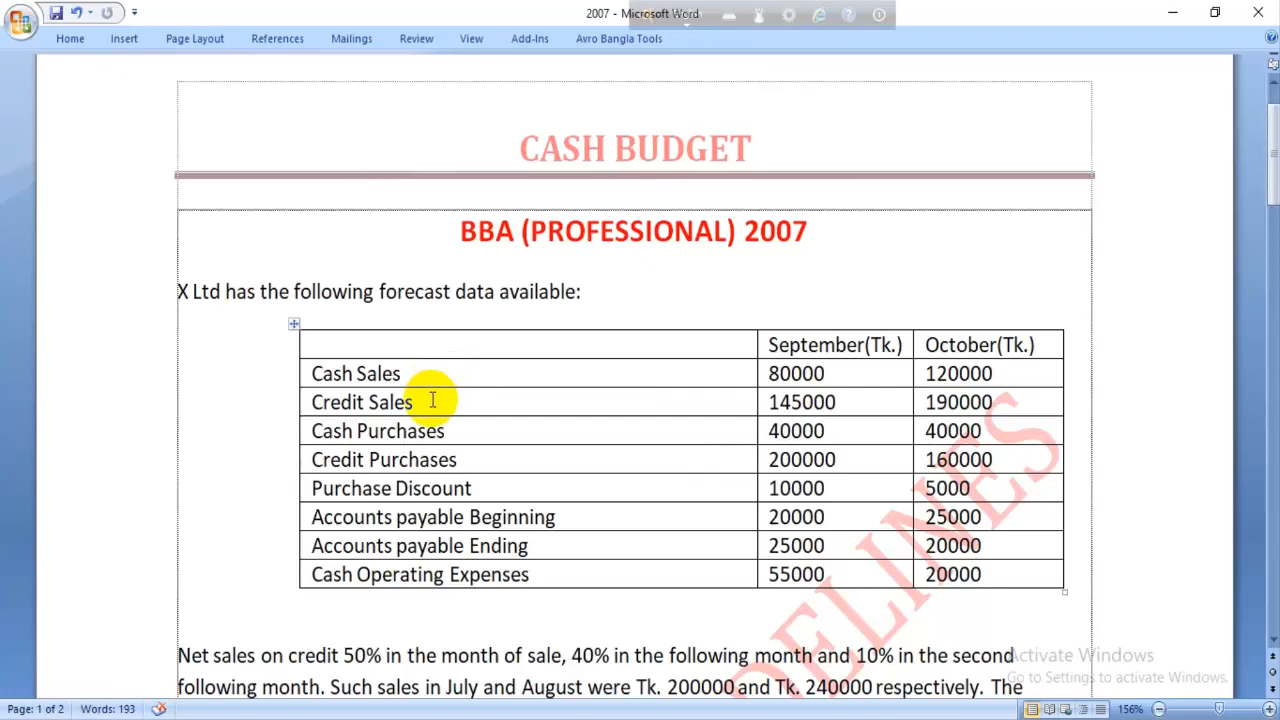 2007 - Microsoft Word
Home Insert Page Layout References Mailings Review View Add-Ins Avro Bangla Tools
CASH BUDGET
BBA (PROFESSIONAL) 2007
X Ltd has the following forecast data available:
September(Tk.) October(Tk.)
Cash Sales 80000 120000
Credit Sales 145000 190000
Cash Purchases 40000 40000
Credit Purchases 200000 160000
Purchase Discount 10000 5000
Accounts payable Beginning 20000 25000
Accounts payable Ending 25000 20000
Cash Operating Expenses 55000 20000
Net sales on credit 50% in the month of sale, 40% in the following month and 10% in the second
following month. Such sales in July and August were Tk. 200000 and Tk. 240000 respectively. The
Activate Windows
Go to Settings to activate Windows.
Page: 1 of 2 Words: 193 156%